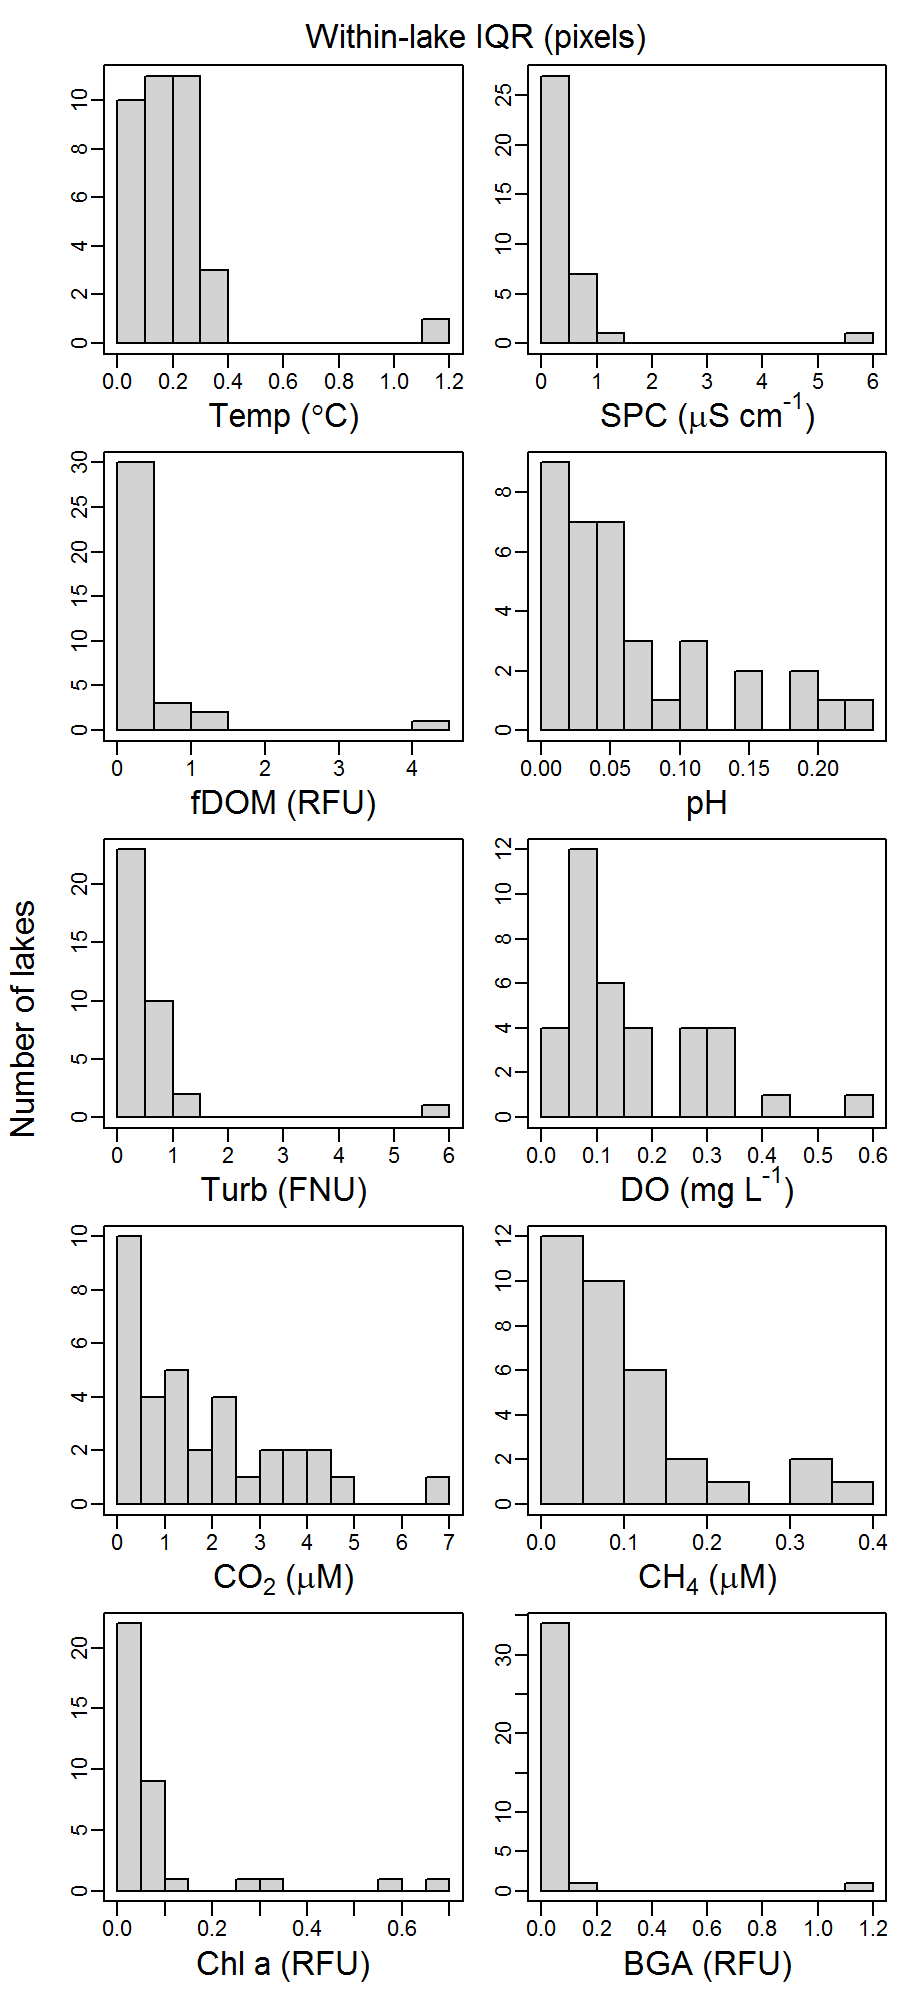 Within-lake IQR (pixels)
Number of lakes
0 2 4 6 8 10
0.0 0.2 0.4 0.6 0.8 1.0 1.2
Temp (°C)
0 5 10 15 20 25
0 1 2 3 4 5 6
SPC (μS cm⁻¹)
0 5 10 15 20 25 30
0 1 2 3 4
fDOM (RFU)
0 2 4 6 8
0.00 0.05 0.10 0.15 0.20
pH
0 5 10 15 20
0 1 2 3 4 5 6
Turb (FNU)
0 2 4 6 8 10 12
0.0 0.1 0.2 0.3 0.4 0.5 0.6
DO (mg L⁻¹)
0 2 4 6 8 10
0 1 2 3 4 5 6 7
CO₂ (μM)
0 2 4 6 8 10 12
0.0 0.1 0.2 0.3 0.4
CH₄ (μM)
0 5 10 15 20
0.0 0.2 0.4 0.6
Chl a (RFU)
0 5 10 20 30
0.0 0.2 0.4 0.6 0.8 1.0 1.2
BGA (RFU)